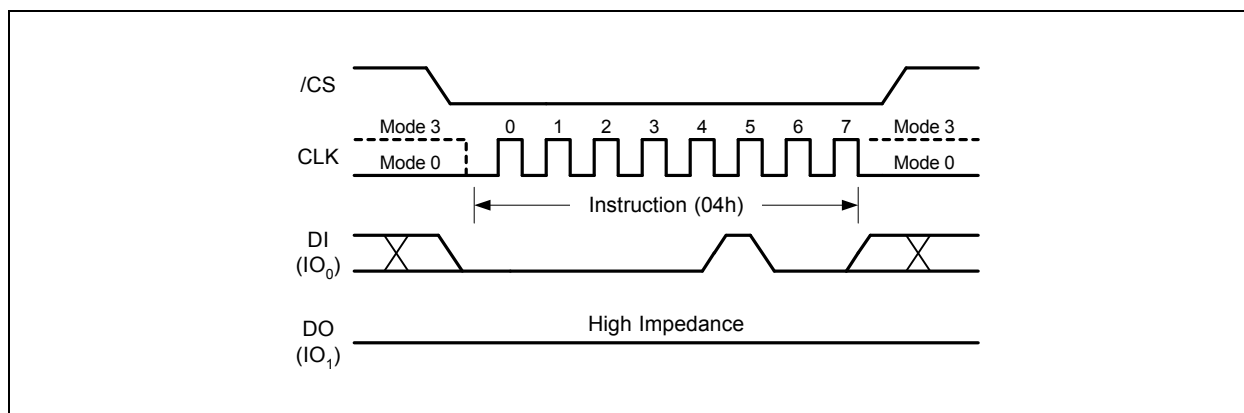 /CS
Mode 3 0 1 2 3 4 5 6 7 Mode 3
CLK
Mode 0 Mode 0
Instruction (04h)
DI
(IO₀)
High Impedance
DO
(IO₁)